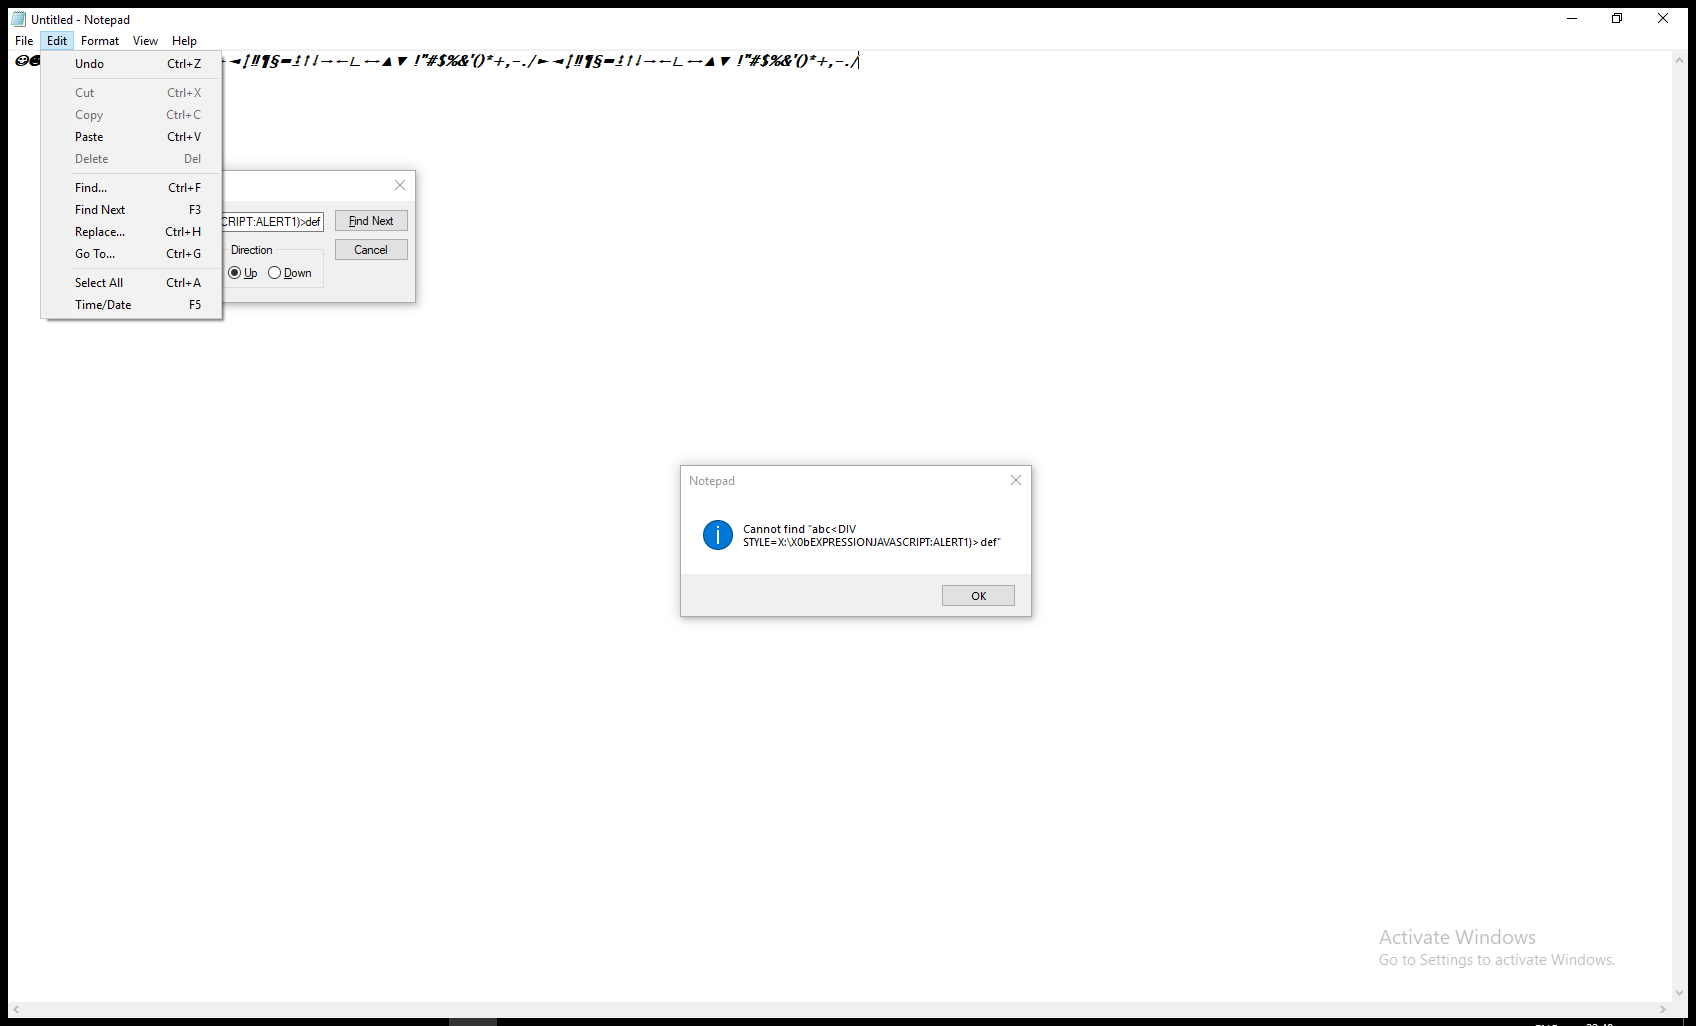 Untitled - Notepad
File Edit Format View Help
◄↕‼¶§▬↨↑↓→←∟↔▲▼ !"#$%&'()*+,-./►◄↕‼¶§▬↨↑↓→←∟↔▲▼ !"#$%&'()*+,-./
Undo Ctrl+Z
Cut Ctrl+X
Copy Ctrl+C
Paste Ctrl+V
Delete Del
Find... Ctrl+F
Find Next F3
Replace... Ctrl+H
Go To... Ctrl+G
Select All Ctrl+A
Time/Date F5
CRIPT:ALERT1)>def Find Next
Direction Cancel
Up Down
Notepad
Cannot find "abc<DIV
STYLE=X:\X0bEXPRESSIONJAVASCRIPT:ALERT1)>def"
OK
Activate Windows
Go to Settings to activate Windows.